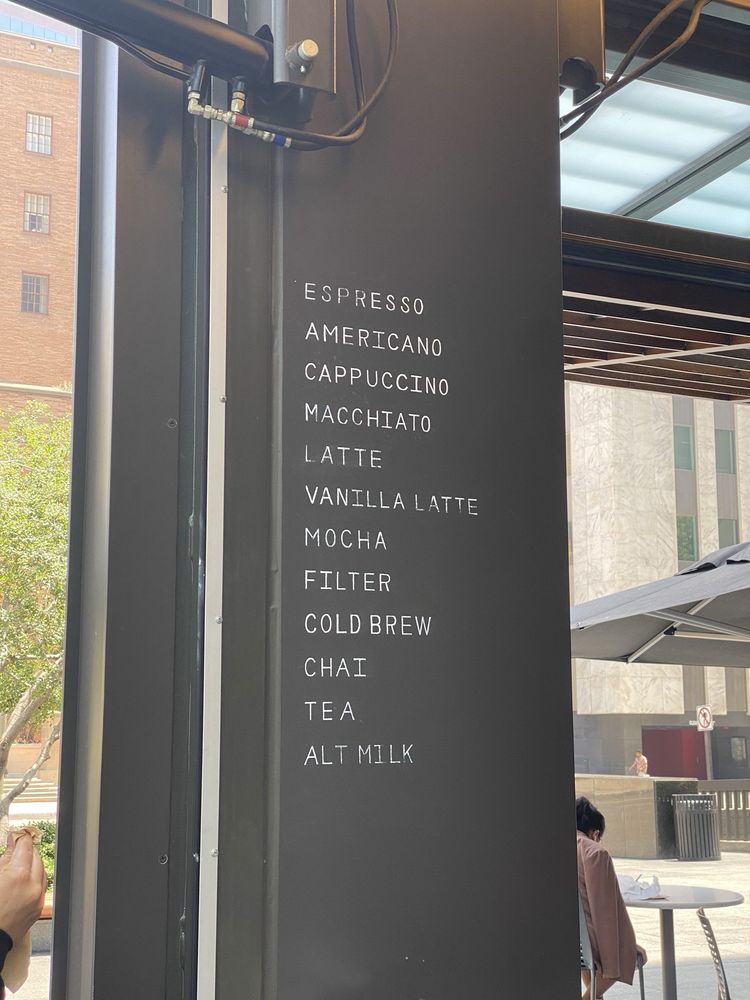 ESPRESSO
AMERICANO
CAPPUCCINO
MACCHIATO
LATTE
VANILLA LATTE
MOCHA
FILTER
COLD BREW
CHAI
TEA
ALT MILK